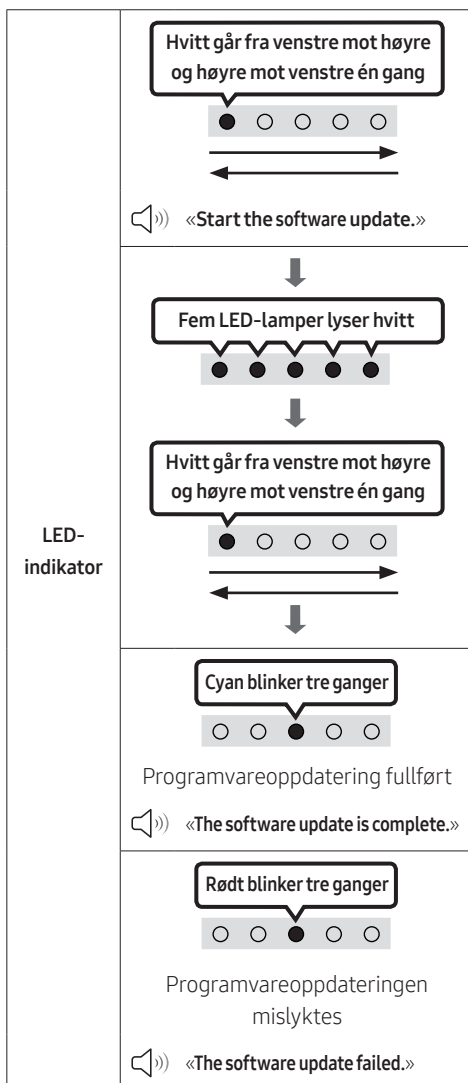 Hvitt går fra venstre mot høyre
og høyre mot venstre én gang
«Start the software update.»
Fem LED-lamper lyser hvitt
Hvitt går fra venstre mot høyre
og høyre mot venstre én gang
LED-
indikator
Cyan blinker tre ganger
Programvareoppdatering fullført
«The software update is complete.»
Rødt blinker tre ganger
Programvareoppdateringen
mislyktes
«The software update failed.»